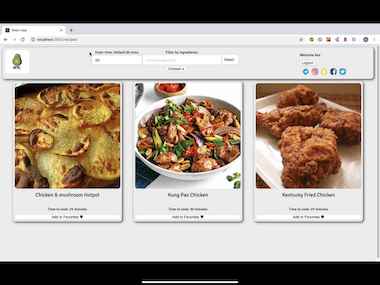 React App
localhost:3001/recipes
Enter time: Default 60 mins
Filter by ingredients:
Welcome kez
60
Choose ingredient
Select
Logout
Chicken x
Chicken & mushroom Hotpot
Kung Pao Chicken
Kentucky Fried Chicken
Time to cook: 25 minutes
Time to cook: 30 minutes
Time to cook: 25 minutes
Add to Favorites ♥
Add to Favorites ♥
Add to Favorites ♥